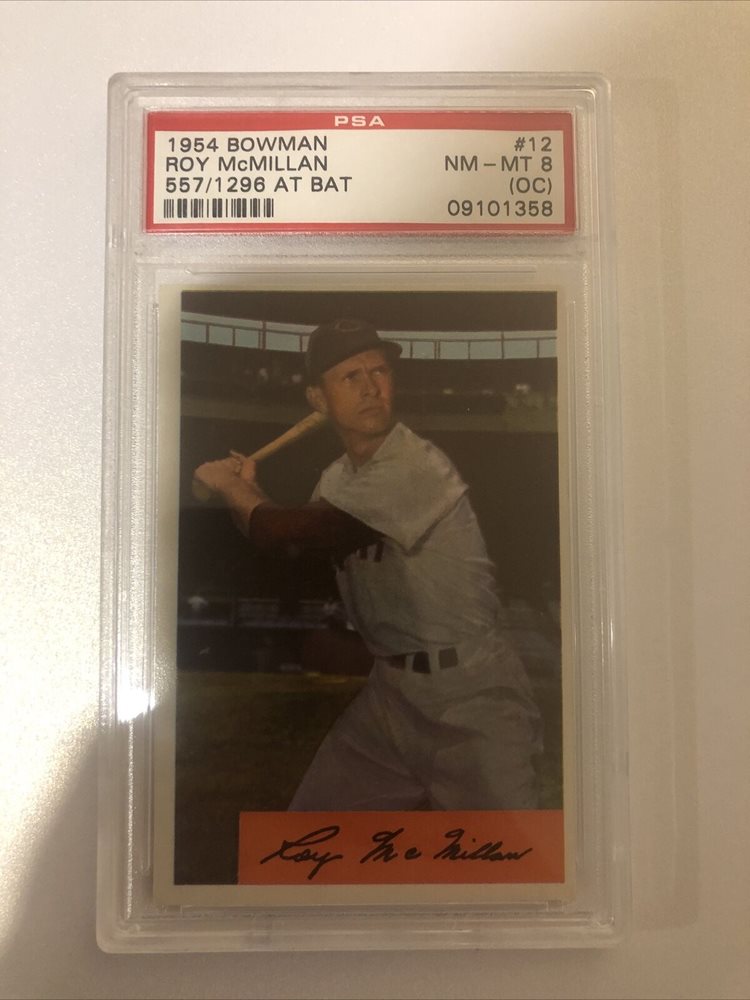 PSA
1954 BOWMAN #12
ROY McMILLAN NM-MT 8
557/1296 AT BAT (OC)
09101358
Roy McMillan